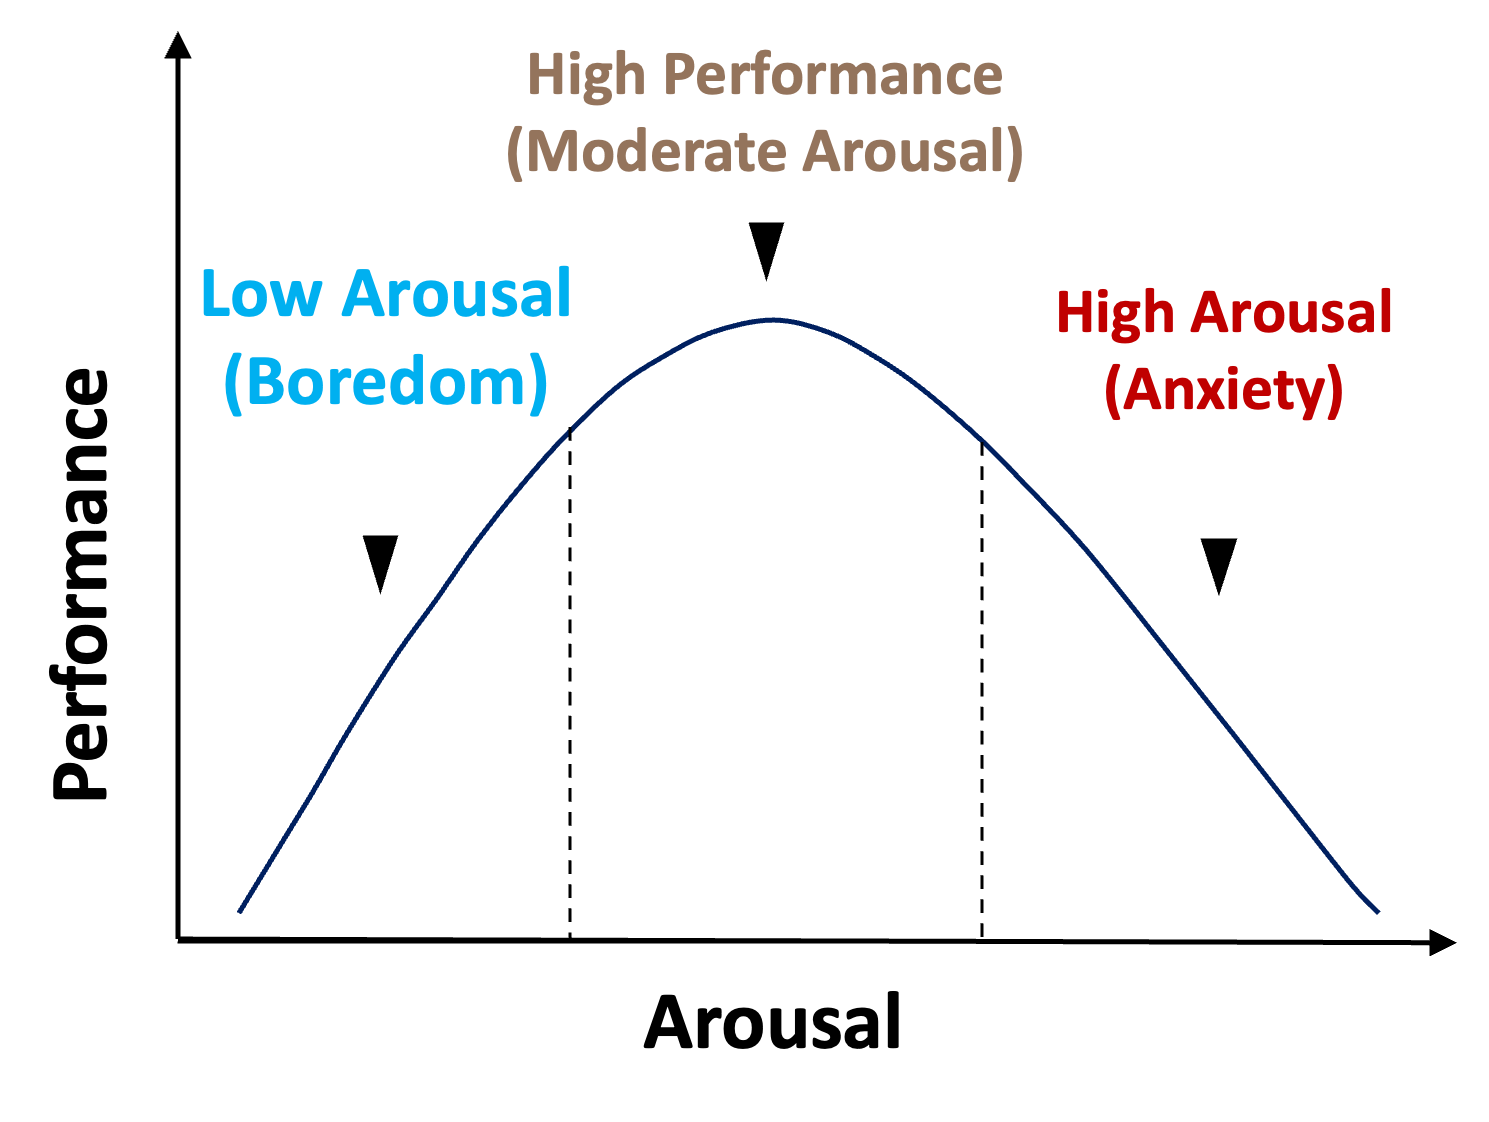 High Performance
(Moderate Arousal)
Low Arousal
(Boredom)
High Arousal
(Anxiety)
Performance
Arousal